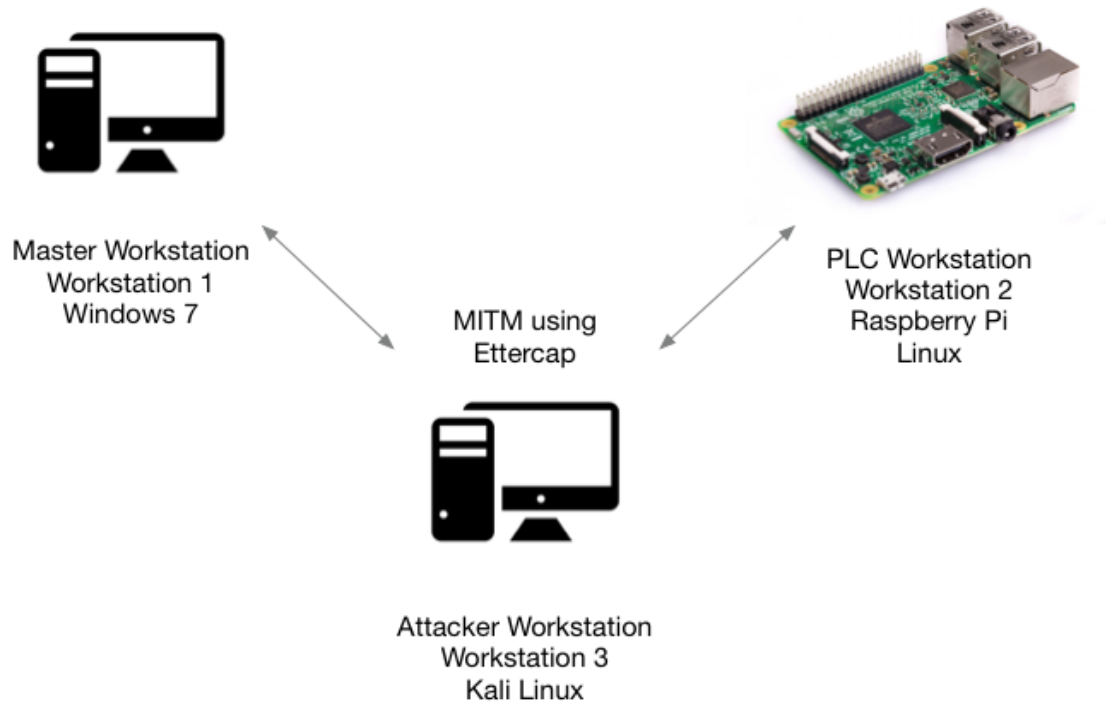 Master Workstation
Workstation 1
Windows 7
PLC Workstation
Workstation 2
Raspberry Pi
Linux
MITM using
Ettercap
Attacker Workstation
Workstation 3
Kali Linux